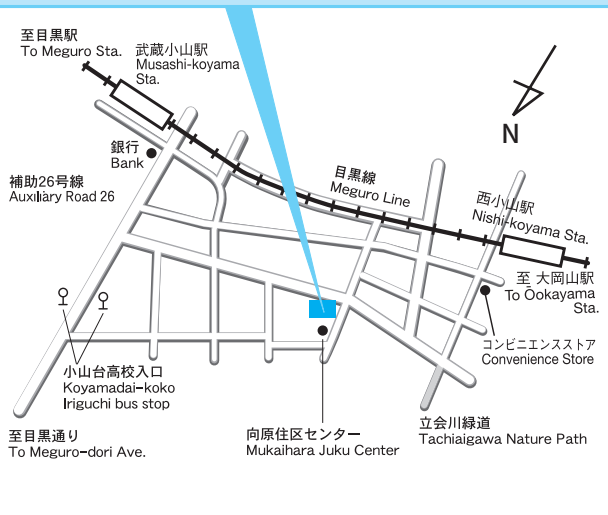 至目黒駅
To Meguro Sta.
武蔵小山駅
Musashi-koyama
Sta.
N
銀行
Bank
目黒線
Meguro Line
補助26号線
Auxiliary Road 26
西小山駅
Nishi-koyama Sta.
至 大岡山駅
To Ōokayama
Sta.
コンビニエンスストア
Convenience Store
小山台高校入口
Koyamadai-koko
Iriguchi bus stop
至目黒通り
To Meguro-dori Ave.
向原住区センター
Mukaihara Juku Center
立会川緑道
Tachiaigawa Nature Path